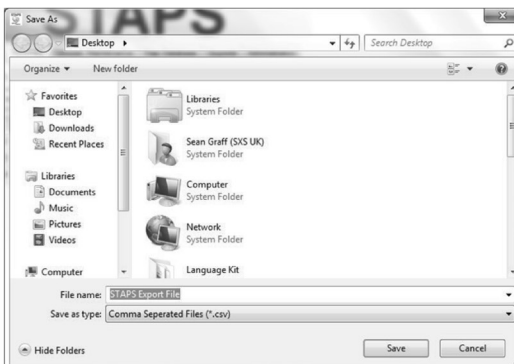 STAPS
Save As
Desktop
Search Desktop
Organize
New folder
Favorites
Desktop
Downloads
Recent Places
Libraries
Documents
Music
Pictures
Videos
Computer
Libraries
System Folder
Sean Graff (SXS UK)
System Folder
Computer
System Folder
Network
System Folder
Language Kit
File name: STAPS Export File
Save as type: Comma Seperated Files (*.csv)
Hide Folders
Save
Cancel